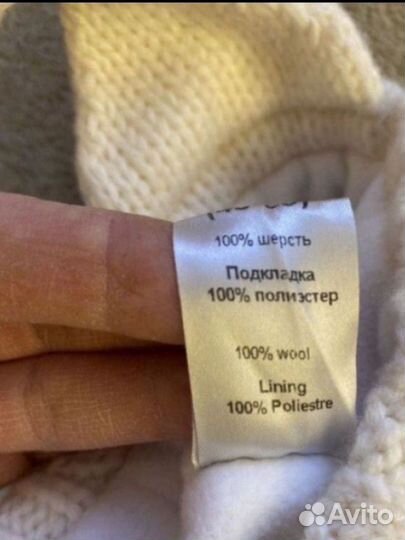 100% шерсть
Подкладка
100% полиэстер
100% wool
Lining
100% Poliestre
Avito